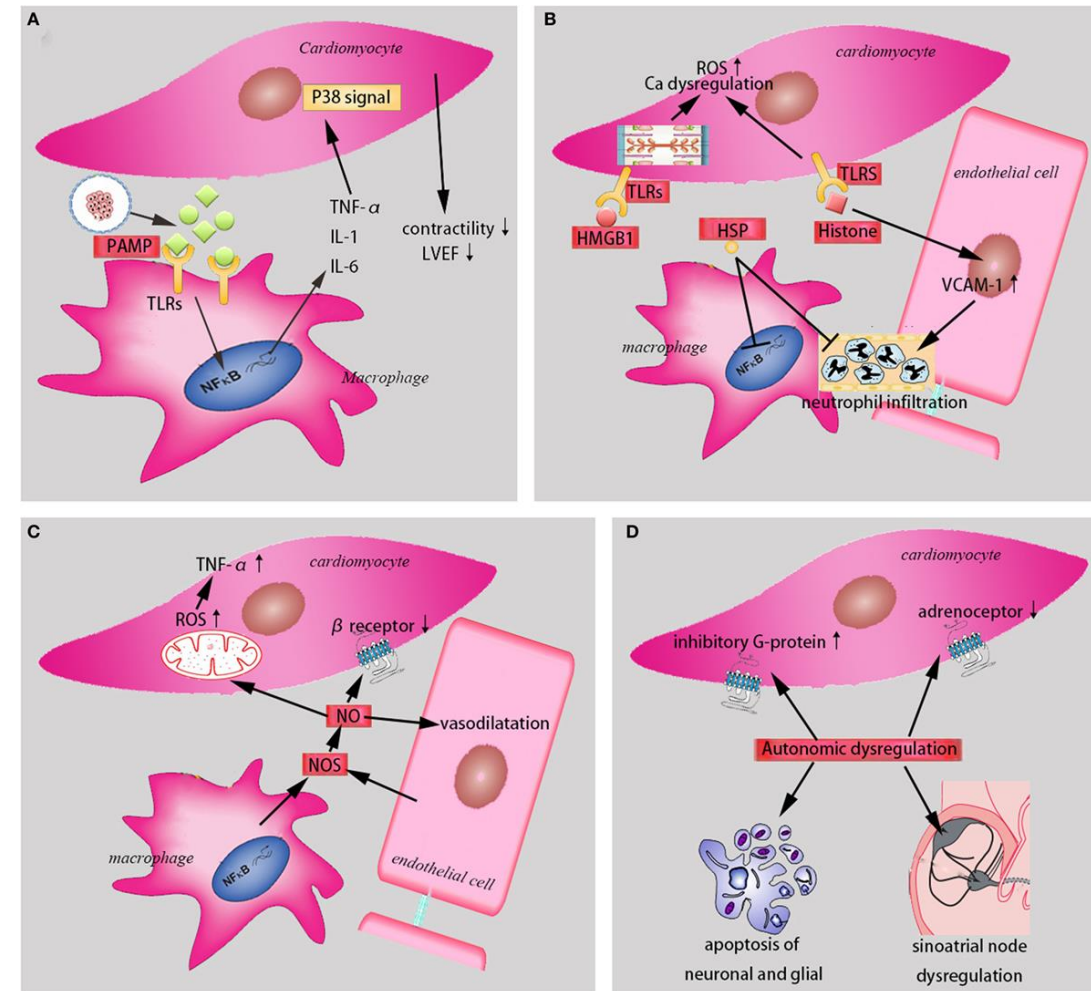 A
Cardiomyocyte
P38 signal
TNF-α
IL-1
IL-6
contractility ↓
LVEF ↓
PAMP
TLRs
NFκB
Macrophage
B
cardiomyocyte
ROS ↑
Ca dysregulation
endothelial cell
TLRs
TLRS
HMGB1
HSP
Histone
VCAM-1 ↑
macrophage
NFκB
neutrophil infiltration
C
TNF-α ↑
cardiomyocyte
ROS ↑
β receptor ↓
NO
vasodilatation
NOS
macrophage
NFκB
endothelial cell
D
cardiomyocyte
adrenoceptor ↓
inhibitory G-protein ↑
Autonomic dysregulation
apoptosis of
neuronal and glial
sinoatrial node
dysregulation